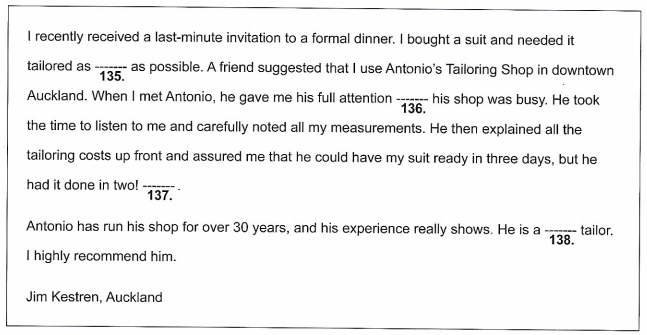 I recently received a last-minute invitation to a formal dinner. I bought a suit and needed it
tailored as ------- as possible. A friend suggested that I use Antonio's Tailoring Shop in downtown
135.
Auckland. When I met Antonio, he gave me his full attention ------- his shop was busy. He took
136.
the time to listen to me and carefully noted all my measurements. He then explained all the
tailoring costs up front and assured me that he could have my suit ready in three days, but he
had it done in two! ------- .
137.
Antonio has run his shop for over 30 years, and his experience really shows. He is a ------- tailor.
138.
I highly recommend him.
Jim Kestren, Auckland